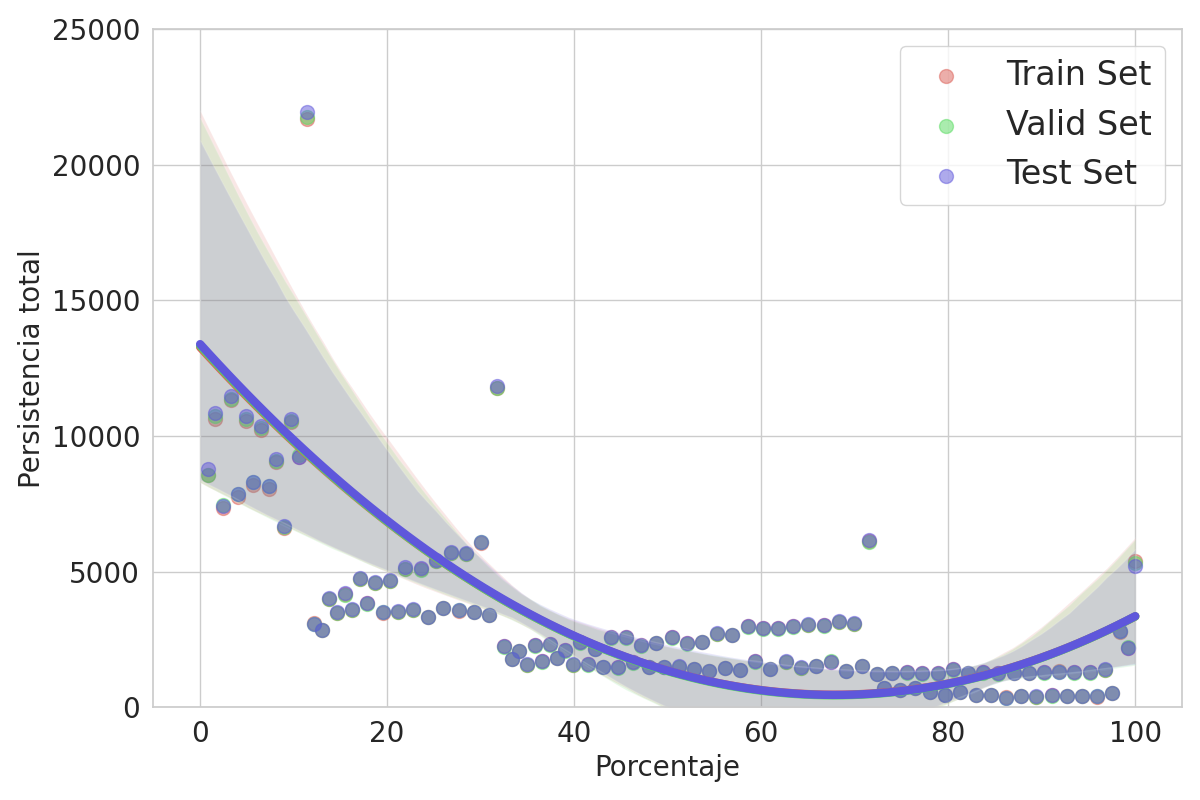 25000
20000
15000
10000
5000
0
Persistencia total
Train Set
Valid Set
Test Set
0 20 40 60 80 100
Porcentaje